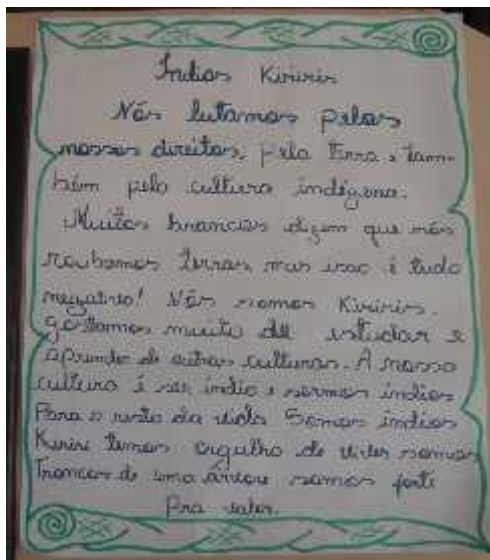 Índios Kiriris
Nós lutamos pelos
nossos direitos, pela Terra e tam-
bém pelo cultura indígena.
Muitos brancos dizem que nós
roubamos terras, mas isso é tudo
negativo! Nós somos Kiriris.
gostamos muito de estudar e
aprender de outras culturas. A nossa
cultura é ser índio e sermos índios
Para o resto da vida Somos índios
Kiriri temos orgulho de viver somos
Troncos de uma árvore somos forte
Pra valer.